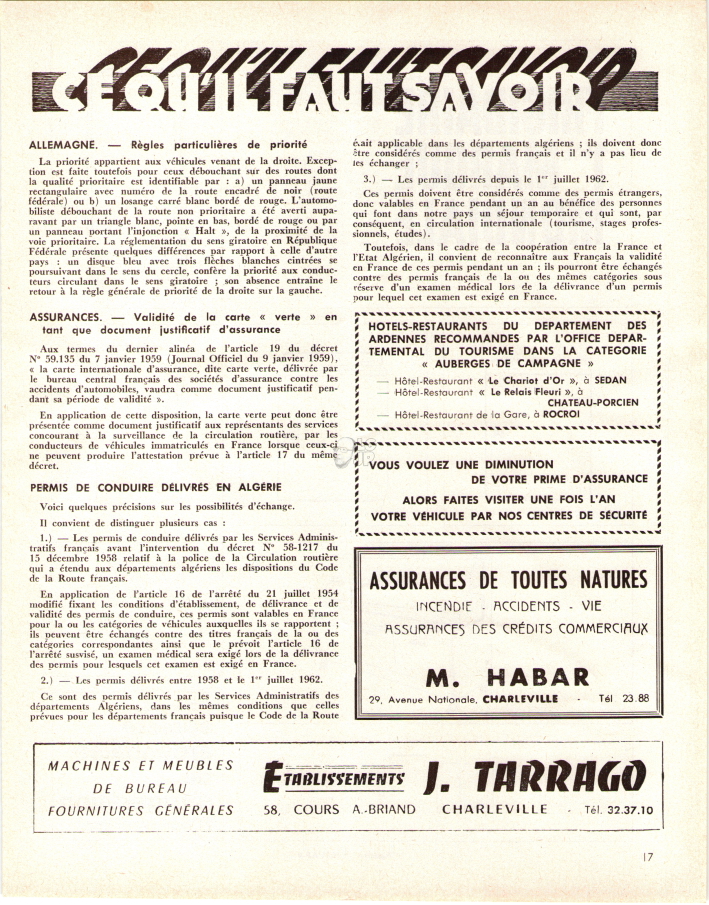 CE QU'IL FAUT SAVOIR
ALLEMAGNE. — Règles particulières de priorité
La priorité appartient aux véhicules venant de la droite. Excep-
tion est faite toutefois pour ceux débouchant sur des routes dont
la qualité prioritaire est identifiable par : a) un panneau jaune
rectangulaire avec numéro de la route encadré de noir (route
fédérale) ou b) un losange carré blanc bordé de rouge. L'automo-
biliste débouchant de la route non prioritaire a été averti aupa-
ravant par un triangle blanc, pointe en bas, bordé de rouge ou par
un panneau portant l'injonction « Halt », de la proximité de la
voie prioritaire. La réglementation du sens giratoire en République
Fédérale présente quelques différences par rapport à celle d'autre
pays : un disque bleu avec trois flèches blanches cintrées se
poursuivant dans le sens du cercle, confère la priorité aux conduc-
teurs circulant dans le sens giratoire ; son absence entraîne le
retour à la règle générale de priorité de la droite sur la gauche.
ASSURANCES. — Validité de la carte « verte » en
tant que document justificatif d'assurance
Aux termes du dernier alinéa de l'article 19 du décret
N° 59.135 du 7 janvier 1959 (Journal Officiel du 9 janvier 1959),
« la carte internationale d'assurance, dite carte verte, délivrée par
le bureau central français des sociétés d'assurance contre les
accidents d'automobiles, vaudra comme document justificatif pen-
dant sa période de validité ».
En application de cette disposition, la carte verte peut donc être
présentée comme document justificatif aux représentants des services
concourant à la surveillance de la circulation routière, par les
conducteurs de véhicules immatriculés en France lorsque ceux-ci
ne peuvent produire l'attestation prévue à l'article 17 du même
décret.
PERMIS DE CONDUIRE DÉLIVRÉS EN ALGÉRIE
Voici quelques précisions sur les possibilités d'échange.
Il convient de distinguer plusieurs cas :
1.) — Les permis de conduire délivrés par les Services Adminis-
tratifs français avant l'intervention du décret N° 58-1217 du
15 décembre 1958 relatif à la police de la Circulation routière
qui a étendu aux départements algériens les dispositions du Code
de la Route français.
En application de l'article 16 de l'arrêté du 21 juillet 1954
modifié fixant les conditions d'établissement, de délivrance et de
validité des permis de conduire, ces permis sont valables en France
pour la ou les catégories de véhicules auxquelles ils se rapportent ;
ils peuvent être échangés contre des titres français de la ou des
catégories correspondantes ainsi que le prévoit l'article 16 de
l'arrêté susvisé, un examen médical sera exigé lors de la délivrance
des permis pour lesquels cet examen est exigé en France.
2.) — Les permis délivrés entre 1958 et le 1er juillet 1962.
Ce sont des permis délivrés par les Services Administratifs des
départements Algériens, dans les mêmes conditions que celles
prévues pour les départements français puisque le Code de la Route
était applicable dans les départements algériens ; ils doivent donc
être considérés comme des permis français et il n'y a pas lieu de
les échanger ;
3.) — Les permis délivrés depuis le 1er juillet 1962.
Ces permis doivent être considérés comme des permis étrangers,
donc valables en France pendant un an au bénéfice des personnes
qui font dans notre pays un séjour temporaire et qui sont, par
conséquent, en circulation internationale (tourisme, stages profes-
sionnels, études).
Toutefois, dans le cadre de la coopération entre la France et
l'Etat Algérien, il convient de reconnaître aux Français la validité
en France de ces permis pendant un an ; ils pourront être échangés
contre des permis français de la ou des mêmes catégories sous
réserve d'un examen médical lors de la délivrance d'un permis
pour lequel cet examen est exigé en France.
HOTELS-RESTAURANTS DU DEPARTEMENT DES
ARDENNES RECOMMANDES PAR L'OFFICE DEPAR-
TEMENTAL DU TOURISME DANS LA CATEGORIE
« AUBERGES DE CAMPAGNE »
— Hôtel-Restaurant « Le Chariot d'Or », à SEDAN
— Hôtel-Restaurant « Le Relais Fleuri », à
CHATEAU-PORCIEN
— Hôtel-Restaurant de la Gare, à ROCROI
VOUS VOULEZ UNE DIMINUTION
DE VOTRE PRIME D'ASSURANCE
ALORS FAITES VISITER UNE FOIS L'AN
VOTRE VÉHICULE PAR NOS CENTRES DE SÉCURITÉ
ASSURANCES DE TOUTES NATURES
INCENDIE - ACCIDENTS - VIE
ASSURANCES DES CRÉDITS COMMERCIAUX
M. HABAR
29, Avenue Nationale, CHARLEVILLE - Tél 23.88
MACHINES ET MEUBLES
DE BUREAU
FOURNITURES GÉNÉRALES
ÉTABLISSEMENTS J. TARRAGO
58, COURS A.-BRIAND CHARLEVILLE - Tél. 32.37.10
17